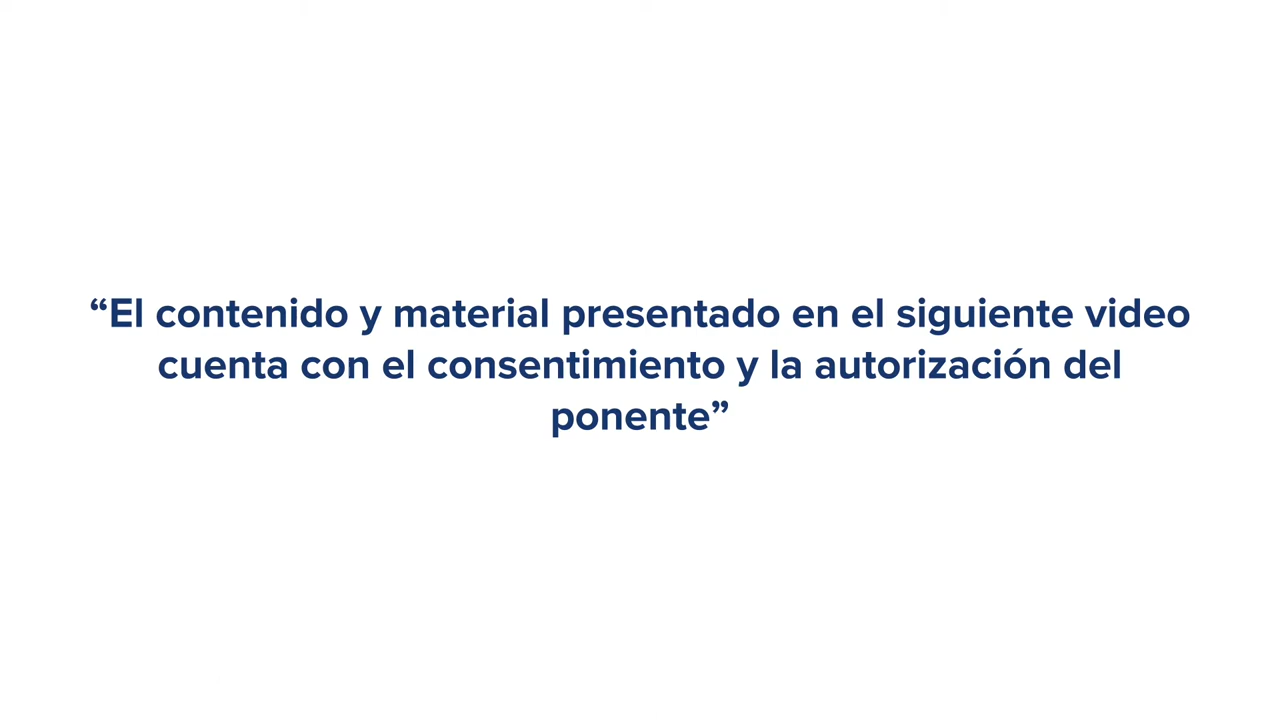 “El contenido y material presentado en el siguiente video
cuenta con el consentimiento y la autorización del
ponente”